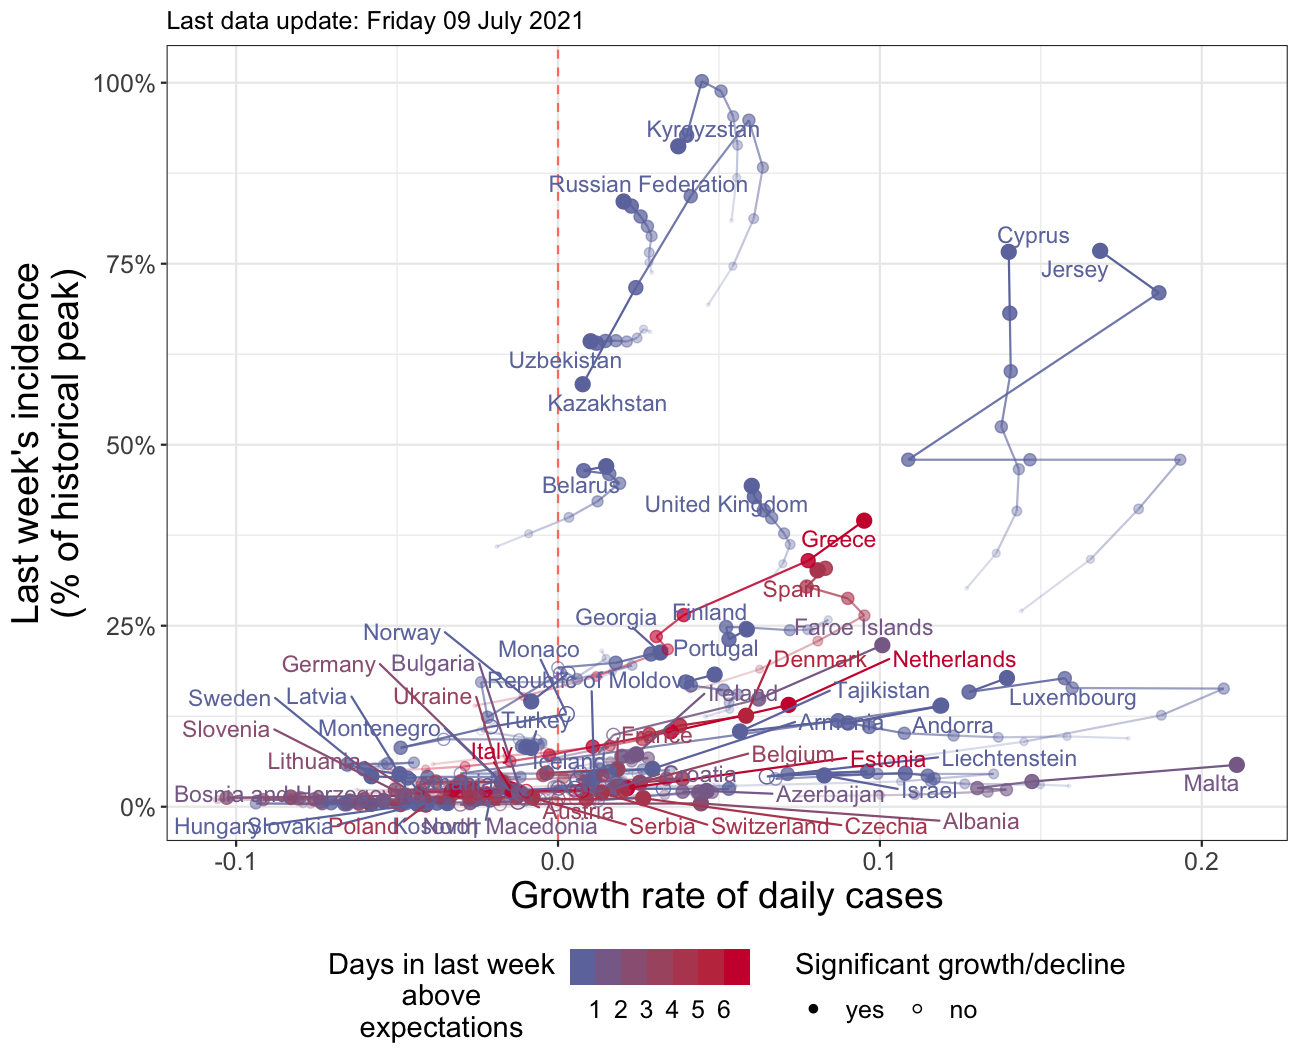 Last data update: Friday 09 July 2021
100%
75%
50%
25%
0%
Last week's incidence
(% of historical peak)
Kyrgyzstan
Russian Federation
Cyprus
Jersey
Uzbekistan
Kazakhstan
Belarus
United Kingdom
Greece
Spain
Georgia
Finland
Norway
Faroe Islands
Monaco
Portugal
Germany
Bulgaria
Denmark
Netherlands
Republic of Moldova
Sweden
Latvia
Ukraine
Ireland
Tajikistan
Luxembourg
Slovenia
Montenegro
Turkey
Armenia
Andorra
France
Lithuania
Italy
Iceland
Belgium
Estonia
Liechtenstein
Croatia
Malta
Bosnia and Herzegovina
Azerbaijan
Israel
Austria
Hungary
Slovakia
Poland
Kosovo
North Macedonia
Serbia
Switzerland
Czechia
Albania
-0.1
0.0
0.1
0.2
Growth rate of daily cases
Days in last week
above
expectations
1 2 3 4 5 6
Significant growth/decline
yes
no